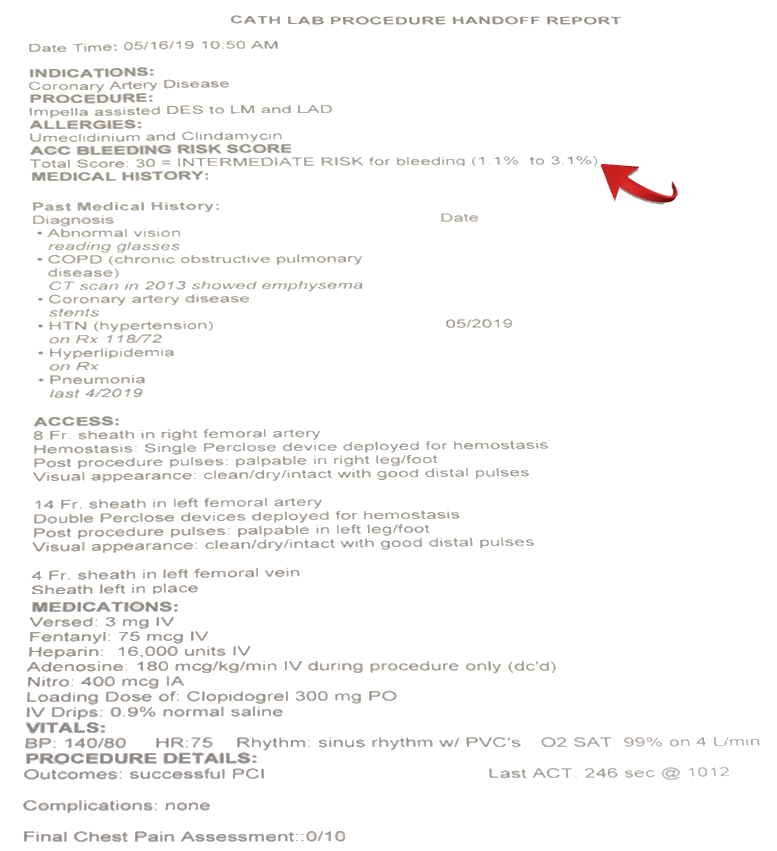 CATH LAB PROCEDURE HANDOFF REPORT
Date Time: 05/16/19 10:50 AM
INDICATIONS:
Coronary Artery Disease
PROCEDURE:
Impella assisted DES to LM and LAD
ALLERGIES:
Umeclidinium and Clindamycin
ACC BLEEDING RISK SCORE
Total Score: 30 = INTERMEDIATE RISK for bleeding (1.1% to 3.1%)
MEDICAL HISTORY:
Past Medical History:
Diagnosis Date
• Abnormal vision
reading glasses
• COPD (chronic obstructive pulmonary
disease)
CT scan in 2013 showed emphysema
• Coronary artery disease
stents
• HTN (hypertension) 05/2019
on Rx 118/72
• Hyperlipidemia
on Rx
• Pneumonia
last 4/2019
ACCESS:
8 Fr. sheath in right femoral artery
Hemostasis: Single Perclose device deployed for hemostasis
Post procedure pulses: palpable in right leg/foot
Visual appearance: clean/dry/intact with good distal pulses
14 Fr. sheath in left femoral artery
Double Perclose devices deployed for hemostasis
Post procedure pulses: palpable in left leg/foot
Visual appearance: clean/dry/intact with good distal pulses
4 Fr. sheath in left femoral vein
Sheath left in place
MEDICATIONS:
Versed: 3 mg IV
Fentanyl: 75 mcg IV
Heparin: 16,000 units IV
Adenosine: 180 mcg/kg/min IV during procedure only (dc'd)
Nitro: 400 mcg IA
Loading Dose of: Clopidogrel 300 mg PO
IV Drips: 0.9% normal saline
VITALS:
BP: 140/80 HR:75 Rhythm: sinus rhythm w/ PVC's O2 SAT: 99% on 4 L/min
PROCEDURE DETAILS:
Outcomes: successful PCI Last ACT: 246 sec @ 1012
Complications: none
Final Chest Pain Assessment::0/10